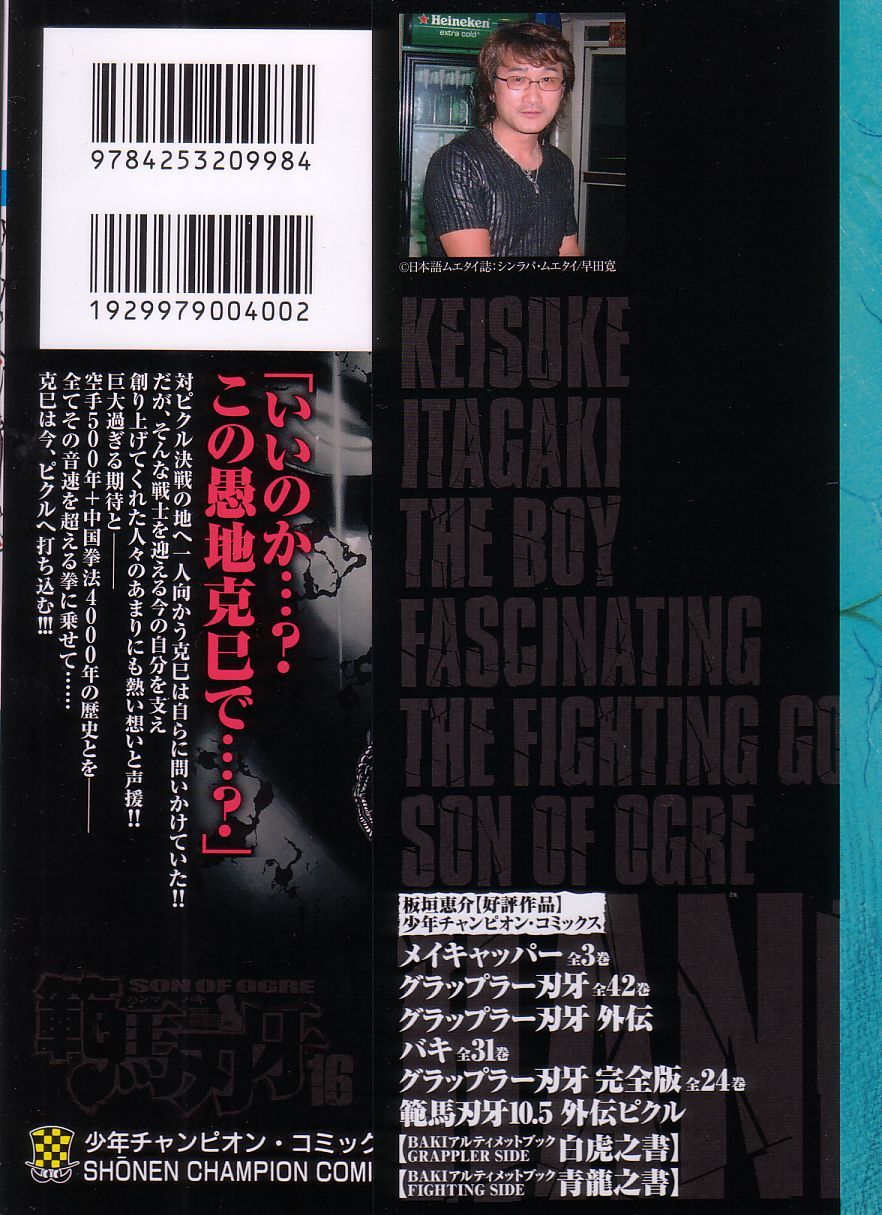 9784253209984
1929979004002
「いいのか…?
この愚地克巳で…?」
対ピクル決戦の地へ一人向かう克巳は自らに問いかけていた!!
だが、そんな戦士を迎える今の自分を支え
創り上げてくれた人々のあまりにも熱い想いと声援!!
巨大過ぎる期待と――
空手500年+中国拳法4000年の歴史とを――
全てその音速を超える拳に乗せて……
克巳は今、ピクルへ打ち込む!!!
SON OF OGRE
ハンマ バキ
範馬刃牙 16
少年チャンピオン・コミック
SHŌNEN CHAMPION COMI
Heineken
extra cold
©日本語ムエタイ誌:シンラパ・ムエタイ/早田寛
KEISUKE
ITAGAKI
THE BOY
FASCINATING
THE FIGHTING GO
SON OF OGRE
板垣恵介【好評作品】
少年チャンピオン・コミックス
メイキャッパー 全3巻
グラップラー刃牙 全42巻
グラップラー刃牙 外伝
バキ 全31巻
グラップラー刃牙 完全版 全24巻
範馬刃牙10.5 外伝ピクル
【BAKIアルティメットブック GRAPPLER SIDE 白虎之書】
【BAKIアルティメットブック FIGHTING SIDE 青龍之書】